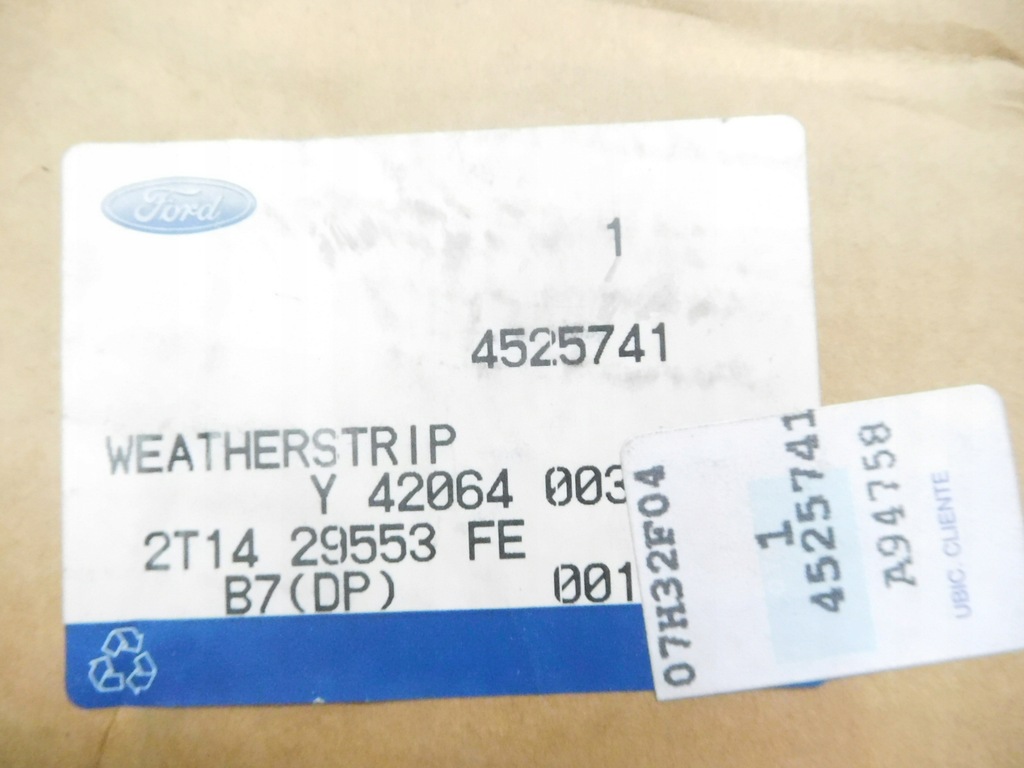 Ford
1
4525741
WEATHERSTRIP
Y 42064 003
2T14 29553 FE
B7(DP) 001
07H32F04
1
4525741
A94758
UBIC. CLIENTE